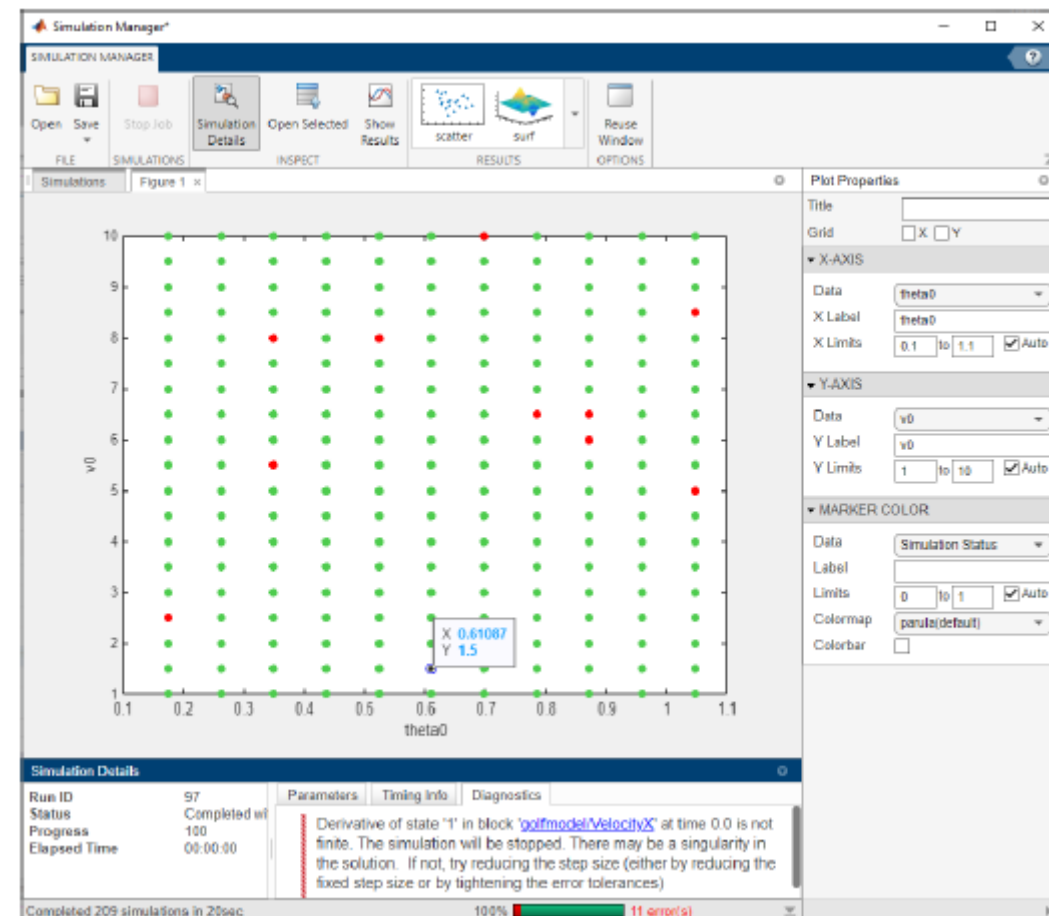 Simulation Manager*
SIMULATION MANAGER
Open Save Stop Job Simulation Details Open Selected Show Results scatter surf Reuse Window
FILE SIMULATIONS INSPECT RESULTS OPTIONS
Simulations Figure 1 ×
10
9
8
7
6
5
4
3
2
1
v0
X 0.61087
Y 1.5
0.1 0.2 0.3 0.4 0.5 0.6 0.7 0.8 0.9 1 1.1
theta0
Plot Properties
Title
Grid X Y
X-AXIS
Data theta0
X Label theta0
X Limits 0.1 to 1.1 Auto
Y-AXIS
Data v0
Y Label v0
Y Limits 1 to 10 Auto
MARKER COLOR
Data Simulation Status
Label
Limits 0 to 1 Auto
Colormap parula(default)
Colorbar
Simulation Details
Run ID 97
Status Completed wi
Progress 100
Elapsed Time 00:00:00
Parameters Timing Info Diagnostics
Derivative of state '1' in block 'golfmodel/VelocityX' at time 0.0 is not
finite. The simulation will be stopped. There may be a singularity in
the solution. If not, try reducing the step size (either by reducing the
fixed step size or by tightening the error tolerances)
Completed 209 simulations in 20sec 100% 11 error(s)